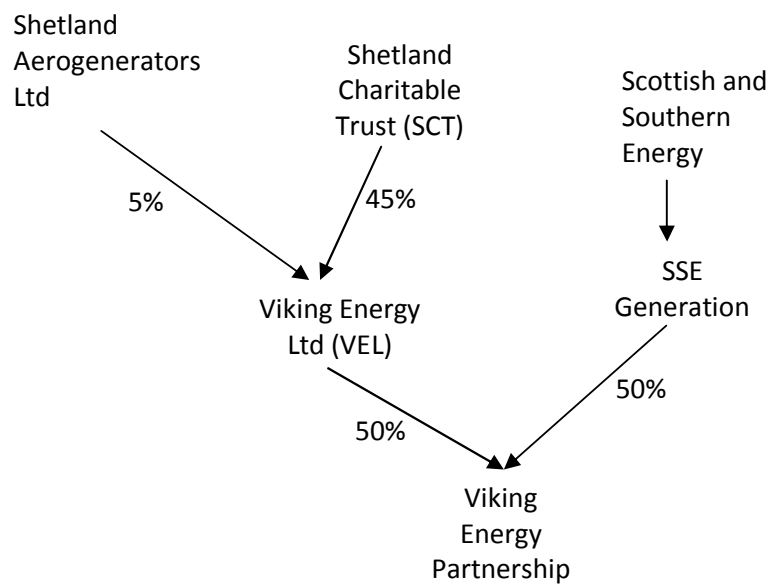 Shetland
Aerogenerators
Ltd
Shetland
Charitable
Trust (SCT)
Scottish and
Southern
Energy
5%
45%
SSE
Generation
Viking Energy
Ltd (VEL)
50%
50%
Viking
Energy
Partnership